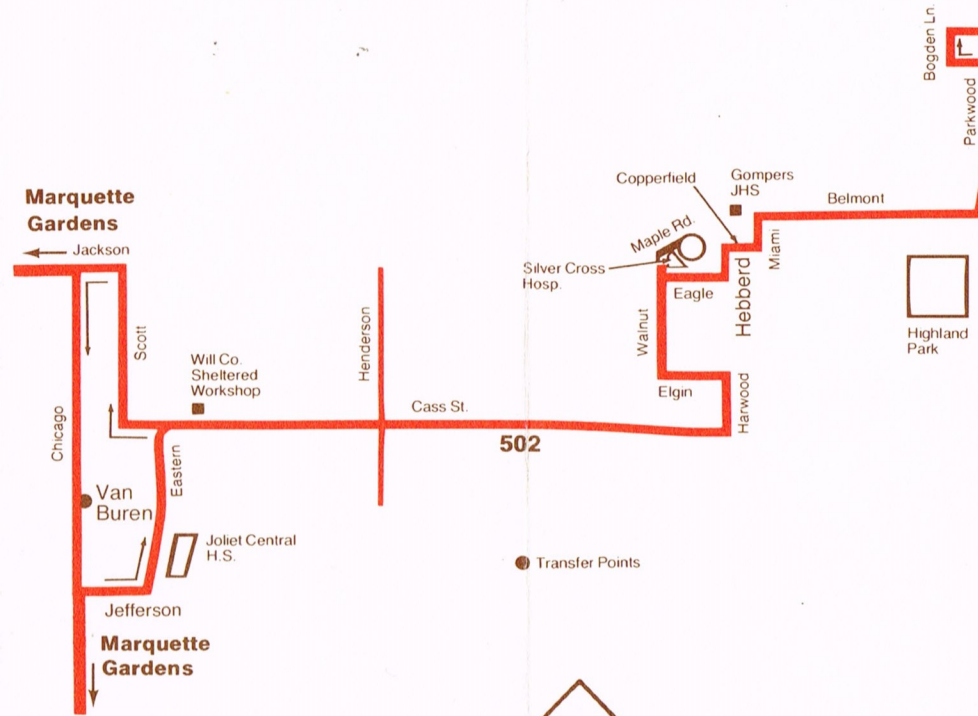 Bogden Ln.
Parkwood
Marquette
Gardens
Jackson
Copperfield
Gompers
JHS
Belmont
Maple Rd.
Miami
Silver Cross
Hosp.
Eagle
Hebberd
Highland
Park
Scott
Henderson
Walnut
Will Co.
Sheltered
Workshop
Elgin
Harwood
Cass St.
502
Chicago
Eastern
Van
Buren
Joliet Central
H.S.
Transfer Points
Jefferson
Marquette
Gardens